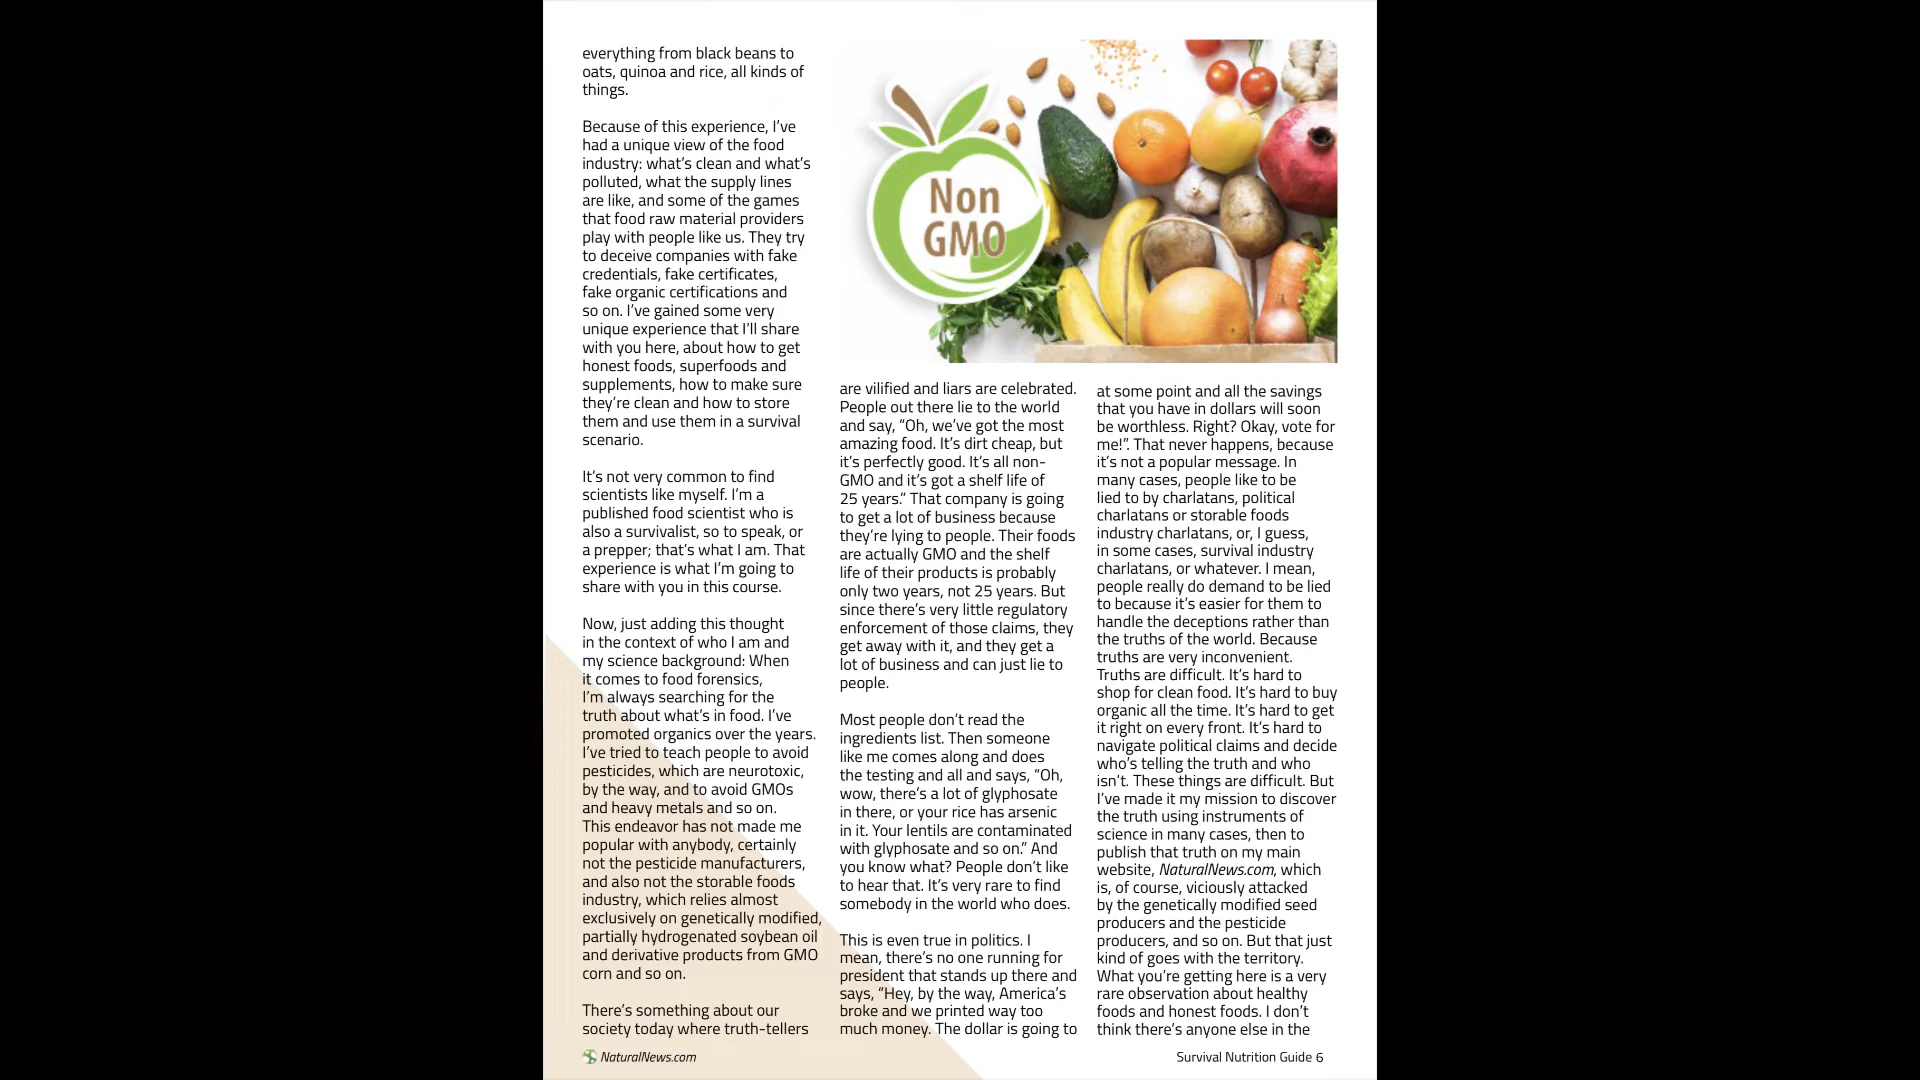 everything from black beans to
oats, quinoa and rice, all kinds of
things.
Because of this experience, I've
had a unique view of the food
industry: what's clean and what's
polluted, what the supply lines
are like, and some of the games
that food raw material providers
play with people like us. They try
to deceive companies with fake
credentials, fake certificates,
fake organic certifications and
so on. I've gained some very
unique experience that I'll share
with you here, about how to get
honest foods, superfoods and
supplements, how to make sure
they're clean and how to store
them and use them in a survival
scenario.
It's not very common to find
scientists like myself. I'm a
published food scientist who is
also a survivalist, so to speak, or
a prepper; that's what I am. That
experience is what I'm going to
share with you in this course.
Now, just adding this thought
in the context of who I am and
my science background: When
it comes to food forensics,
I'm always searching for the
truth about what's in food. I've
promoted organics over the years.
I've tried to teach people to avoid
pesticides, which are neurotoxic,
by the way, and to avoid GMOs
and heavy metals and so on.
This endeavor has not made me
popular with anybody, certainly
not the pesticide manufacturers,
and also not the storable foods
industry, which relies almost
exclusively on genetically modified,
partially hydrogenated soybean oil
and derivative products from GMO
corn and so on.
There's something about our
society today where truth-tellers
Non
GMO
are vilified and liars are celebrated.
People out there lie to the world
and say, “Oh, we've got the most
amazing food. It's dirt cheap, but
it's perfectly good. It's all non-
GMO and it's got a shelf life of
25 years.” That company is going
to get a lot of business because
they're lying to people. Their foods
are actually GMO and the shelf
life of their products is probably
only two years, not 25 years. But
since there's very little regulatory
enforcement of those claims, they
get away with it, and they get a
lot of business and can just lie to
people.
Most people don't read the
ingredients list. Then someone
like me comes along and does
the testing and all and says, “Oh,
wow, there's a lot of glyphosate
in there, or your rice has arsenic
in it. Your lentils are contaminated
with glyphosate and so on.” And
you know what? People don't like
to hear that. It's very rare to find
somebody in the world who does.
This is even true in politics. I
mean, there's no one running for
president that stands up there and
says, “Hey, by the way, America's
broke and we printed way too
much money. The dollar is going to
at some point and all the savings
that you have in dollars will soon
be worthless. Right? Okay, vote for
me!”. That never happens, because
it's not a popular message. In
many cases, people like to be
lied to by charlatans, political
charlatans or storable foods
industry charlatans, or, I guess,
in some cases, survival industry
charlatans, or whatever. I mean,
people really do demand to be lied
to because it's easier for them to
handle the deceptions rather than
the truths of the world. Because
truths are very inconvenient.
Truths are difficult. It's hard to
shop for clean food. It's hard to buy
organic all the time. It's hard to get
it right on every front. It's hard to
navigate political claims and decide
who's telling the truth and who
isn't. These things are difficult. But
I've made it my mission to discover
the truth using instruments of
science in many cases, then to
publish that truth on my main
website, NaturalNews.com, which
is, of course, viciously attacked
by the genetically modified seed
producers and the pesticide
producers, and so on. But that just
kind of goes with the territory.
What you're getting here is a very
rare observation about healthy
foods and honest foods. I don't
think there's anyone else in the
NaturalNews.com
Survival Nutrition Guide 6